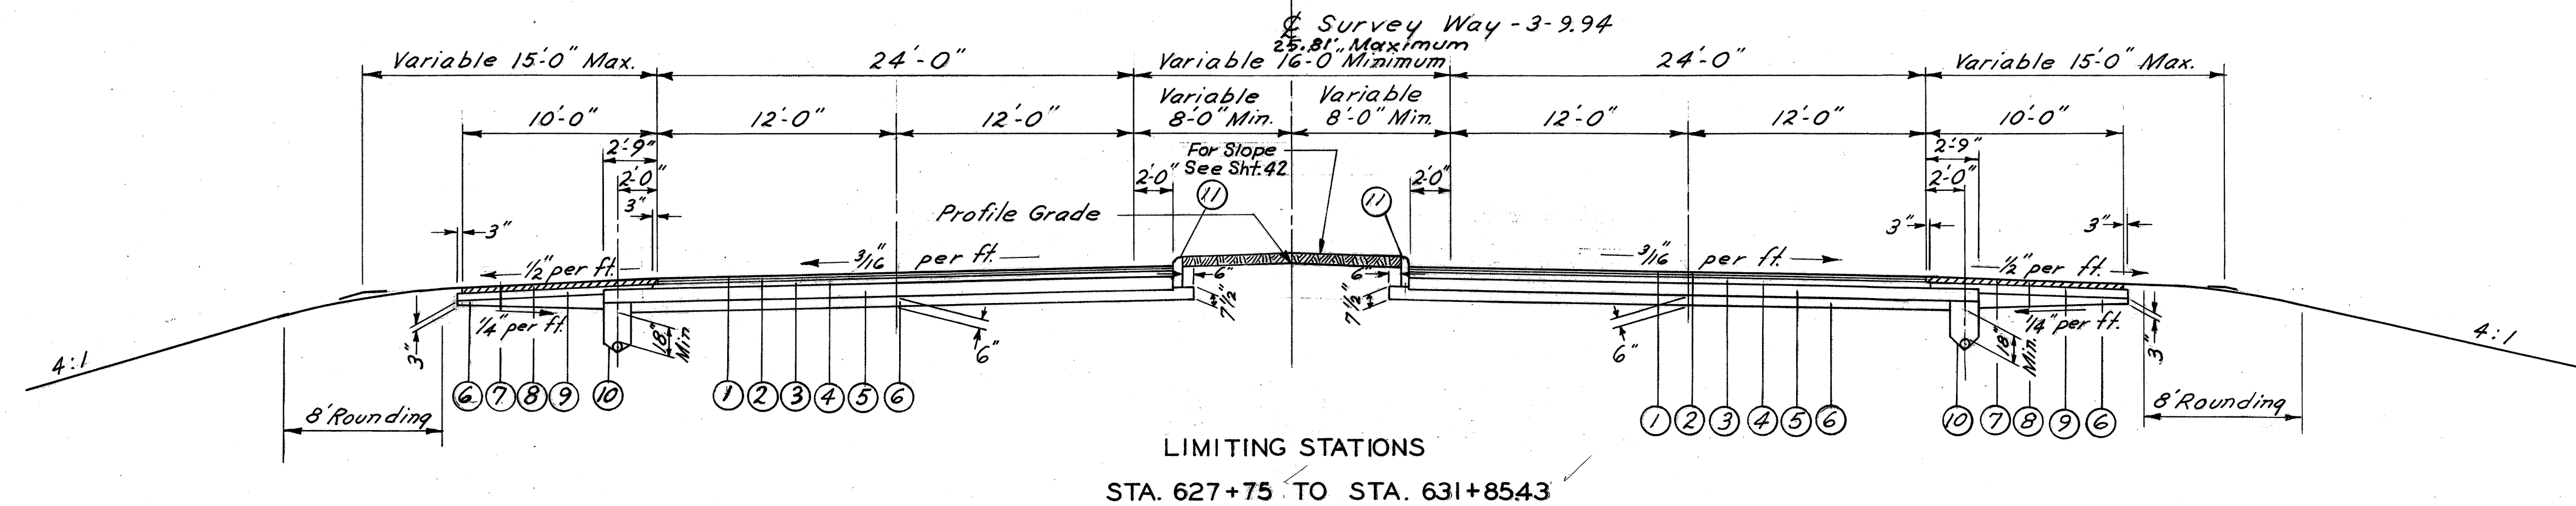 ℄ Survey Way - 3 - 9.94
25.81' Maximum
Variable 15'-0" Max.
24'-0"
Variable 16'-0" Minimum
24'-0"
Variable 15'-0" Max.
10'-0"
12'-0"
12'-0"
Variable
8'-0" Min.
Variable
8'-0" Min.
12'-0"
12'-0"
10'-0"
2'-9"
2'-0"
3"
3"
For Slope
See Sht. 42
2'-0"
11
11
2'-0"
2'-9"
2'-0"
3"
3"
Profile Grade
1/2" per ft.
3/16" per ft.
3/16" per ft.
1/2" per ft.
6"
6"
7 1/2"
7 1/2"
1/4" per ft.
18" Min
6"
6"
18" Min.
1/4" per ft.
3"
3"
4:1
4:1
6 7 8 9 10 1 2 3 4 5 6
1 2 3 4 5 6 10 7 8 9 6
8' Rounding
8' Rounding
LIMITING STATIONS
STA. 627+75 TO STA. 631+85.43